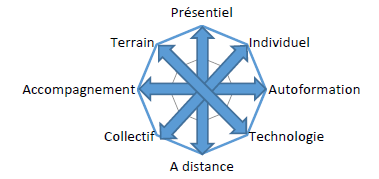 Présentiel
Terrain Individuel
Accompagnement Autoformation
Collectif Technologie
A distance